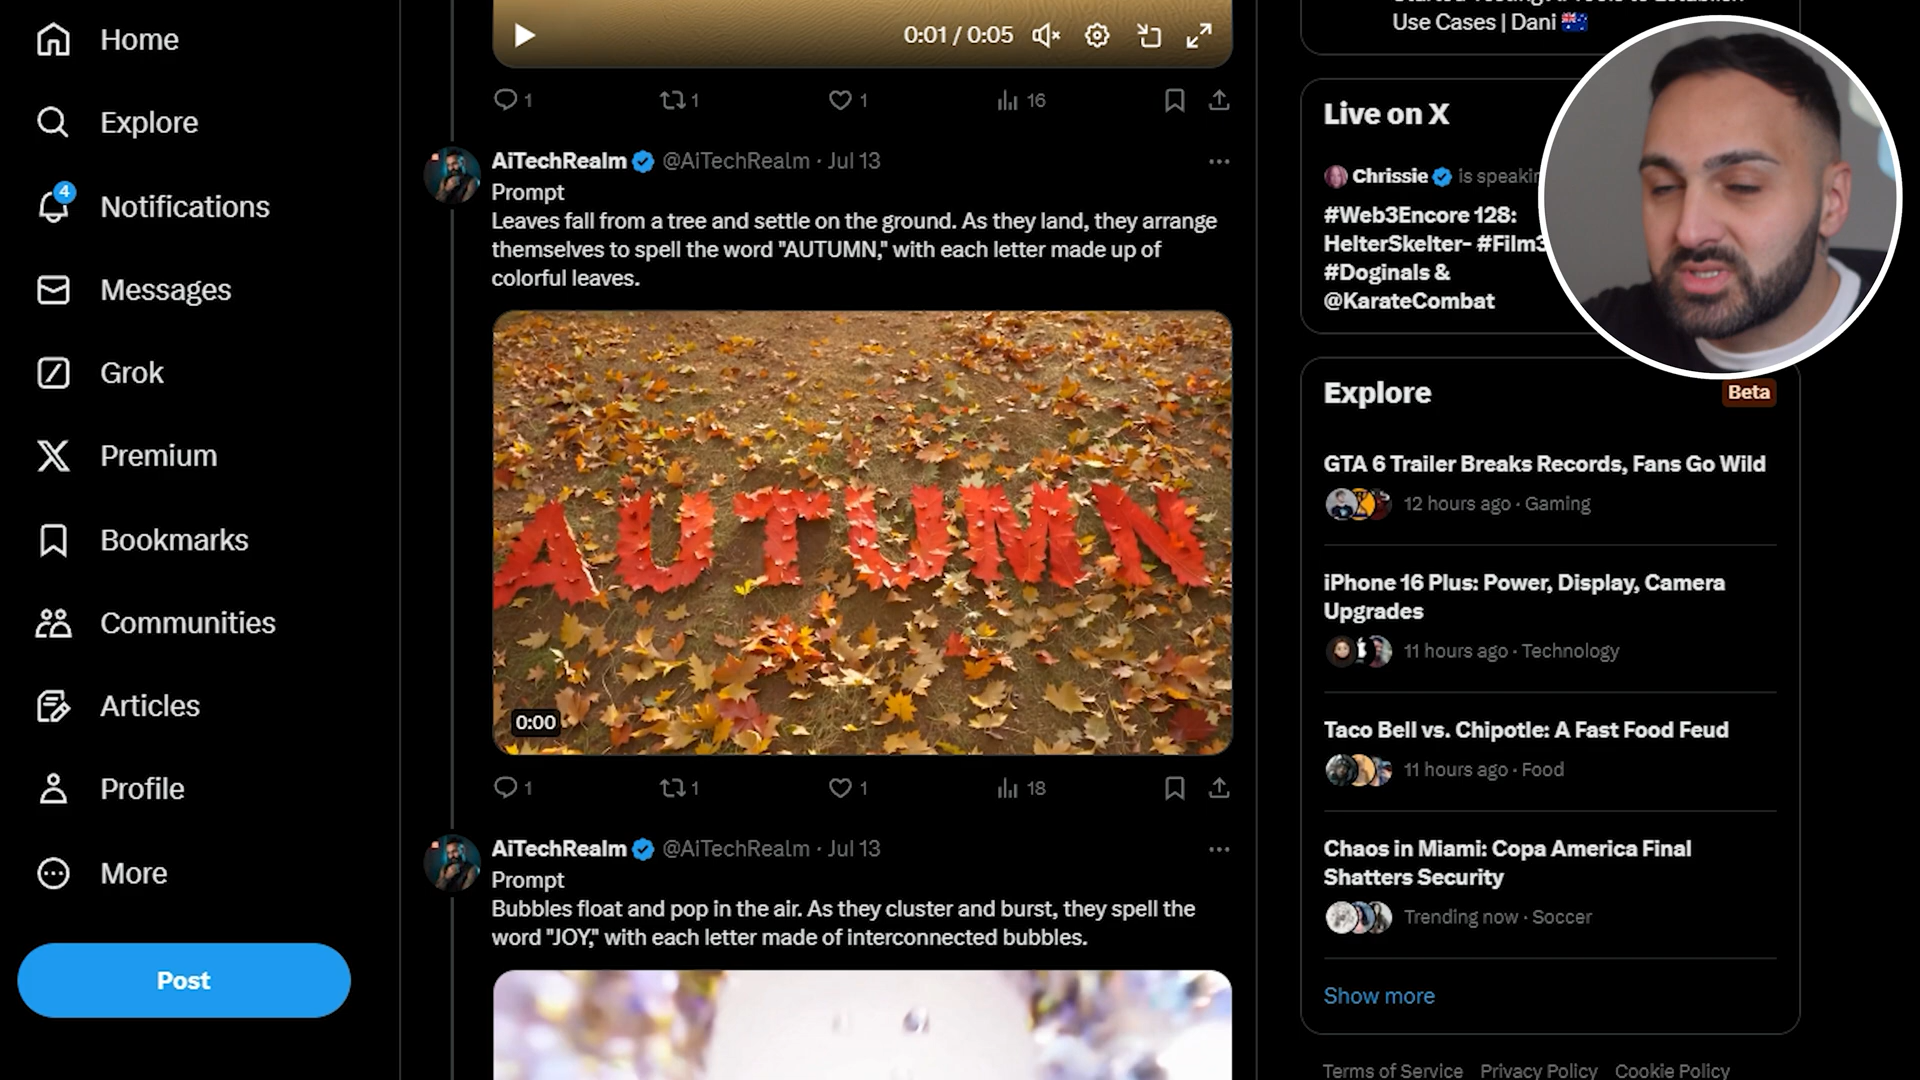 Home
Explore
4
Notifications
Messages
Grok
Premium
Bookmarks
Communities
Articles
Profile
More
Post
0:01 / 0:05
1
1
1
16
AiTechRealm @AiTechRealm · Jul 13
Prompt
Leaves fall from a tree and settle on the ground. As they land, they arrange
themselves to spell the word "AUTUMN," with each letter made up of
colorful leaves.
AUTUMN
0:00
1
1
1
18
AiTechRealm @AiTechRealm · Jul 13
Prompt
Bubbles float and pop in the air. As they cluster and burst, they spell the
word "JOY," with each letter made of interconnected bubbles.
Use Cases | Dani
Live on X
Chrissie is speakin
#Web3Encore 128:
HelterSkelter- #Film3
#Doginals &
@KarateCombat
Explore
Beta
GTA 6 Trailer Breaks Records, Fans Go Wild
12 hours ago · Gaming
iPhone 16 Plus: Power, Display, Camera
Upgrades
11 hours ago · Technology
Taco Bell vs. Chipotle: A Fast Food Feud
11 hours ago · Food
Chaos in Miami: Copa America Final
Shatters Security
Trending now · Soccer
Show more
Terms of Service Privacy Policy Cookie Policy